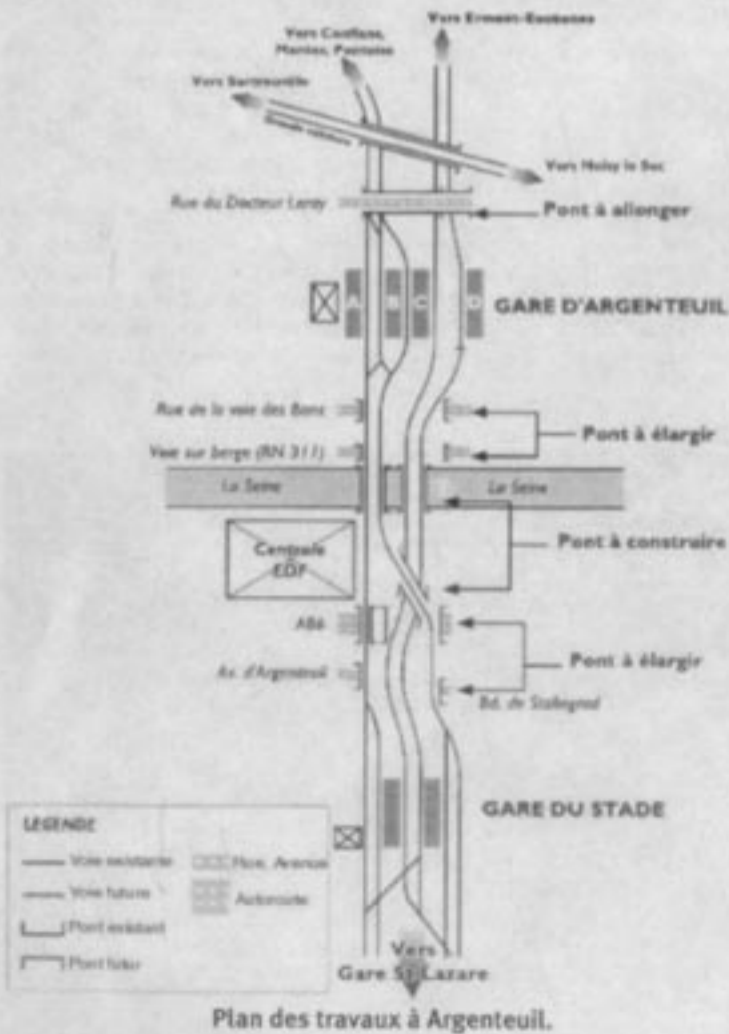 Vers Ermont-Eaubonne
Vers Conflans,
Mantes, Pontoise
Vers Sartrouville
Vers Noisy le Sec
Rue du Docteur Leroy
Pont à allonger
A B C D
GARE D'ARGENTEUIL
Rue de la voie des Bans
Pont à élargir
Voie sur berge (RN 311)
La Seine
La Seine
Centrale
EDF
Pont à construire
A86
Pont à élargir
Av. d'Argenteuil
Bd. de Stalingrad
GARE DU STADE
LEGENDE
Voie existante
Rue, Avenue
Voie future
Autoroute
Pont existant
Pont futur
Vers
Gare St Lazare
Plan des travaux à Argenteuil.